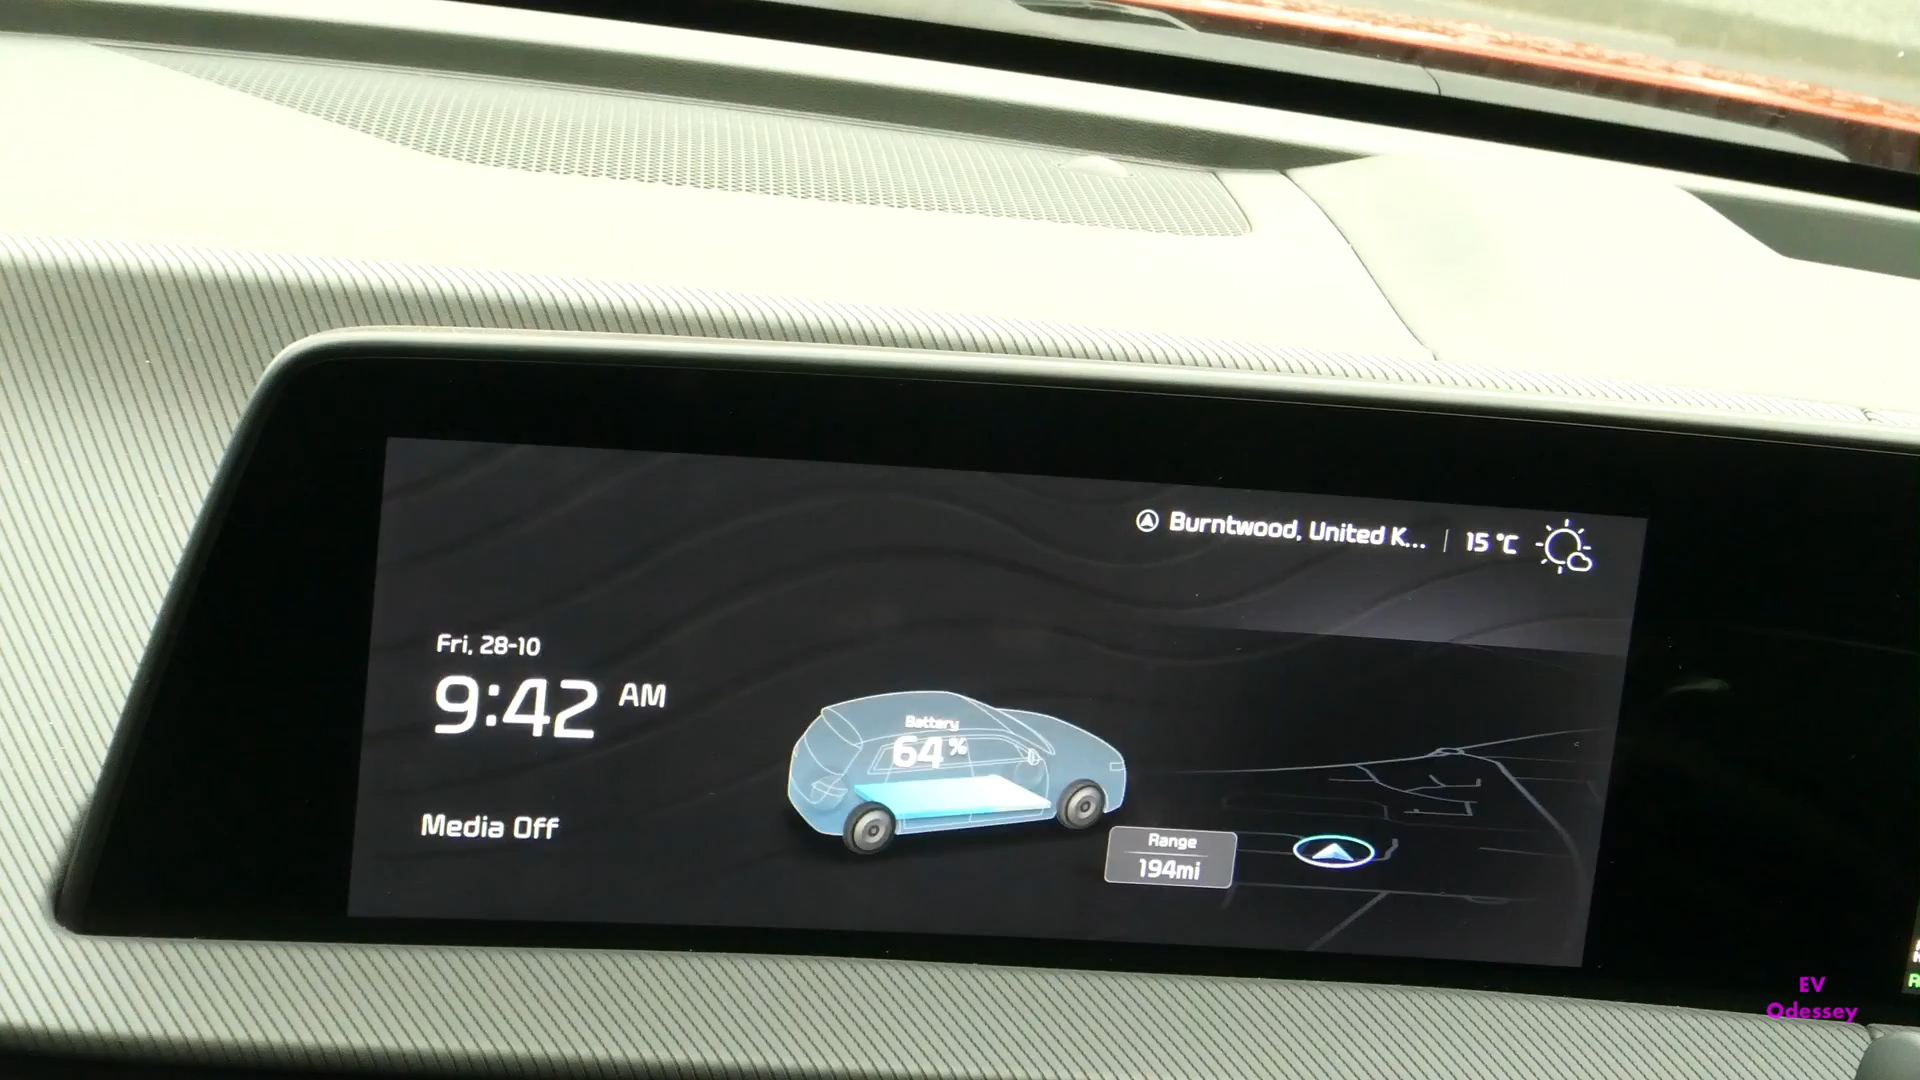 Burntwood, United K... | 15 °C
Fri, 28-10
9:42 AM
Battery
64%
Media Off
Range
194mi
EV
Odessey